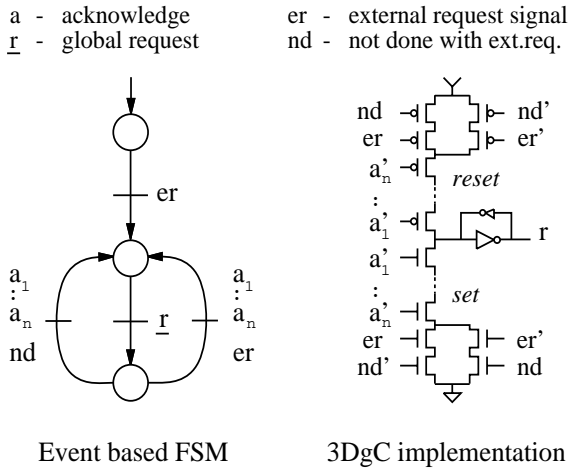 a - acknowledge
r - global request
er - external request signal
nd - not done with ext.req.
er
a1
:
an
nd
r
a1
:
an
er
Event based FSM
nd
er
a'n
:
a'1
a'1
:
a'n
er
nd'
nd'
er'
reset
r
set
er'
nd
3DgC implementation